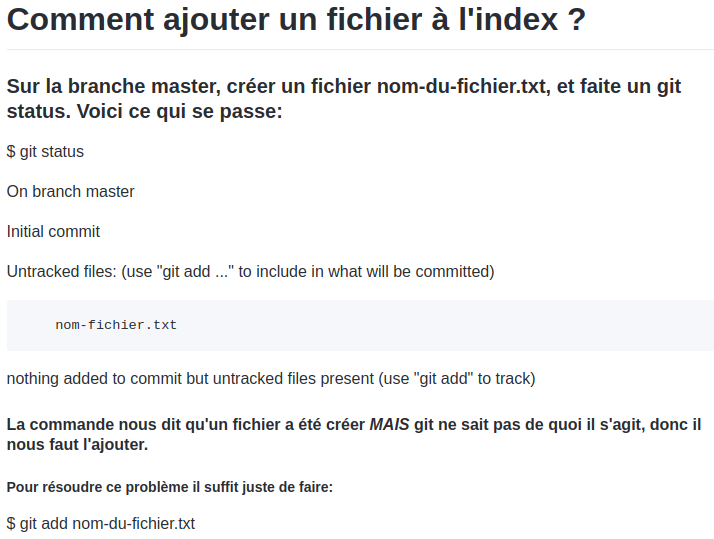 Comment ajouter un fichier à l'index ?
Sur la branche master, créer un fichier nom-du-fichier.txt, et faite un git
status. Voici ce qui se passe:
$ git status
On branch master
Initial commit
Untracked files: (use "git add ..." to include in what will be committed)
nom-fichier.txt
nothing added to commit but untracked files present (use "git add" to track)
La commande nous dit qu'un fichier a été créer MAIS git ne sait pas de quoi il s'agit, donc il
nous faut l'ajouter.
Pour résoudre ce problème il suffit juste de faire:
$ git add nom-du-fichier.txt